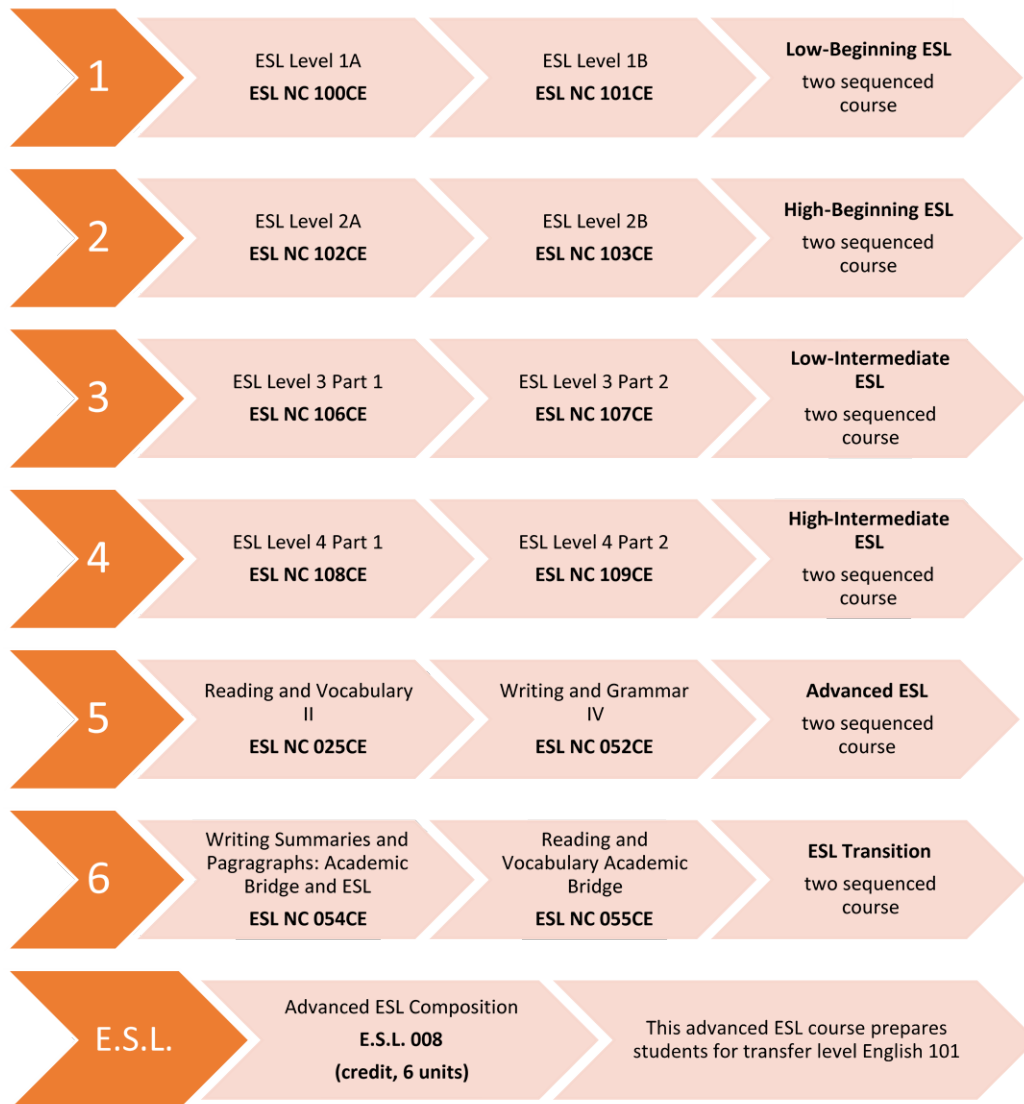 1
ESL Level 1A
ESL NC 100CE
ESL Level 1B
ESL NC 101CE
Low-Beginning ESL
two sequenced
course
2
ESL Level 2A
ESL NC 102CE
ESL Level 2B
ESL NC 103CE
High-Beginning ESL
two sequenced
course
3
ESL Level 3 Part 1
ESL NC 106CE
ESL Level 3 Part 2
ESL NC 107CE
Low-Intermediate
ESL
two sequenced
course
4
ESL Level 4 Part 1
ESL NC 108CE
ESL Level 4 Part 2
ESL NC 109CE
High-Intermediate
ESL
two sequenced
course
5
Reading and Vocabulary
II
ESL NC 025CE
Writing and Grammar
IV
ESL NC 052CE
Advanced ESL
two sequenced
course
6
Writing Summaries and
Pagragraphs: Academic
Bridge and ESL
ESL NC 054CE
Reading and
Vocabulary Academic
Bridge
ESL NC 055CE
ESL Transition
two sequenced
course
E.S.L.
Advanced ESL Composition
E.S.L. 008
(credit, 6 units)
This advanced ESL course prepares
students for transfer level English 101